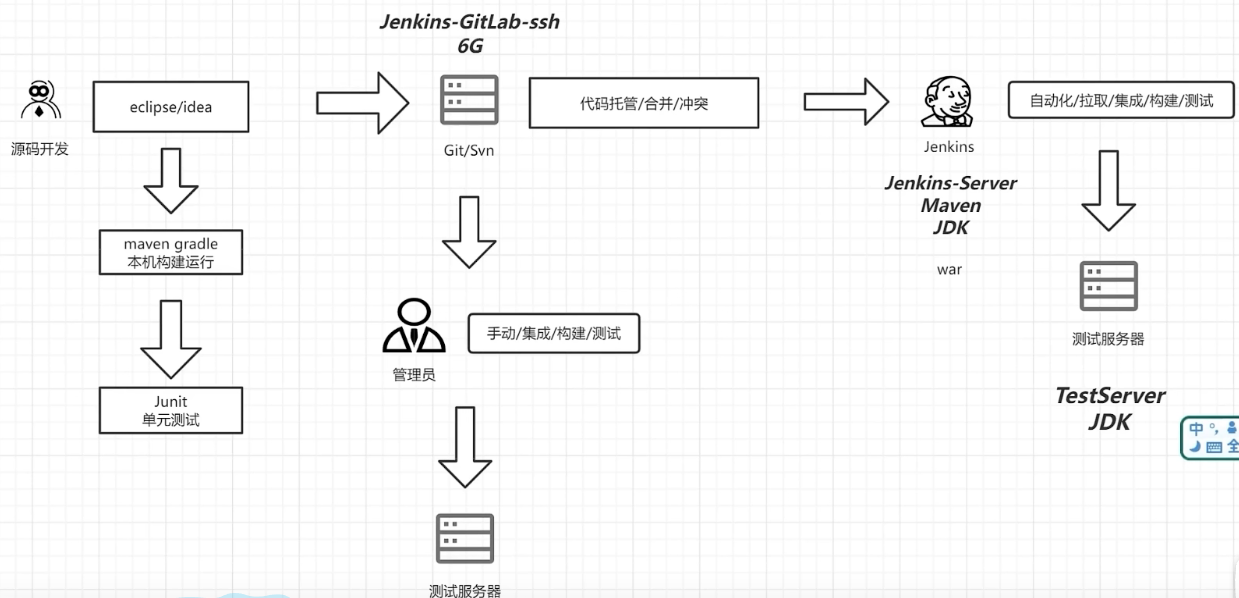 Jenkins-GitLab-ssh
6G
eclipse/idea
源码开发
代码托管/合并/冲突
Git/Svn
自动化/拉取/集成/构建/测试
Jenkins
Jenkins-Server
Maven
JDK
war
maven gradle
本机构建运行
Junit
单元测试
手动/集成/构建/测试
管理员
测试服务器
测试服务器
TestServer
JDK
中 °,
全